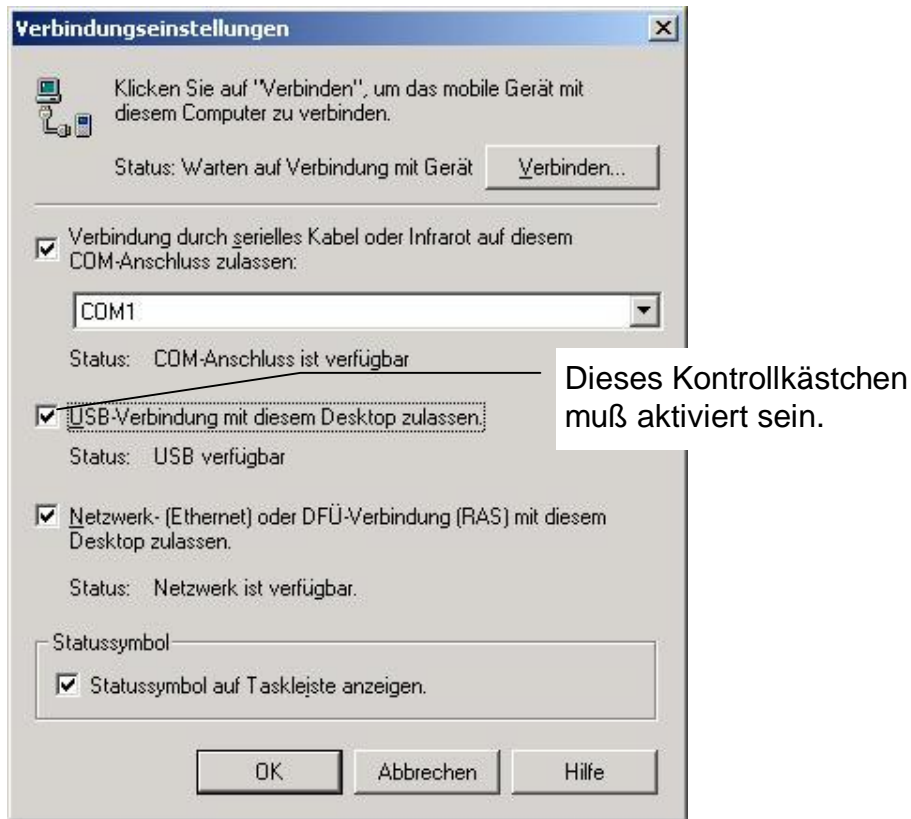 Verbindungseinstellungen
Klicken Sie auf "Verbinden", um das mobile Gerät mit
diesem Computer zu verbinden.
Status: Warten auf Verbindung mit Gerät
Verbinden...
Verbindung durch serielles Kabel oder Infrarot auf diesem
COM-Anschluss zulassen:
COM1
Status: COM-Anschluss ist verfügbar
Dieses Kontrollkästchen
muß aktiviert sein.
USB-Verbindung mit diesem Desktop zulassen.
Status: USB verfügbar
Netzwerk- (Ethernet) oder DFÜ-Verbindung (RAS) mit diesem
Desktop zulassen.
Status: Netzwerk ist verfügbar.
Statussymbol
Statussymbol auf Taskleiste anzeigen.
OK
Abbrechen
Hilfe